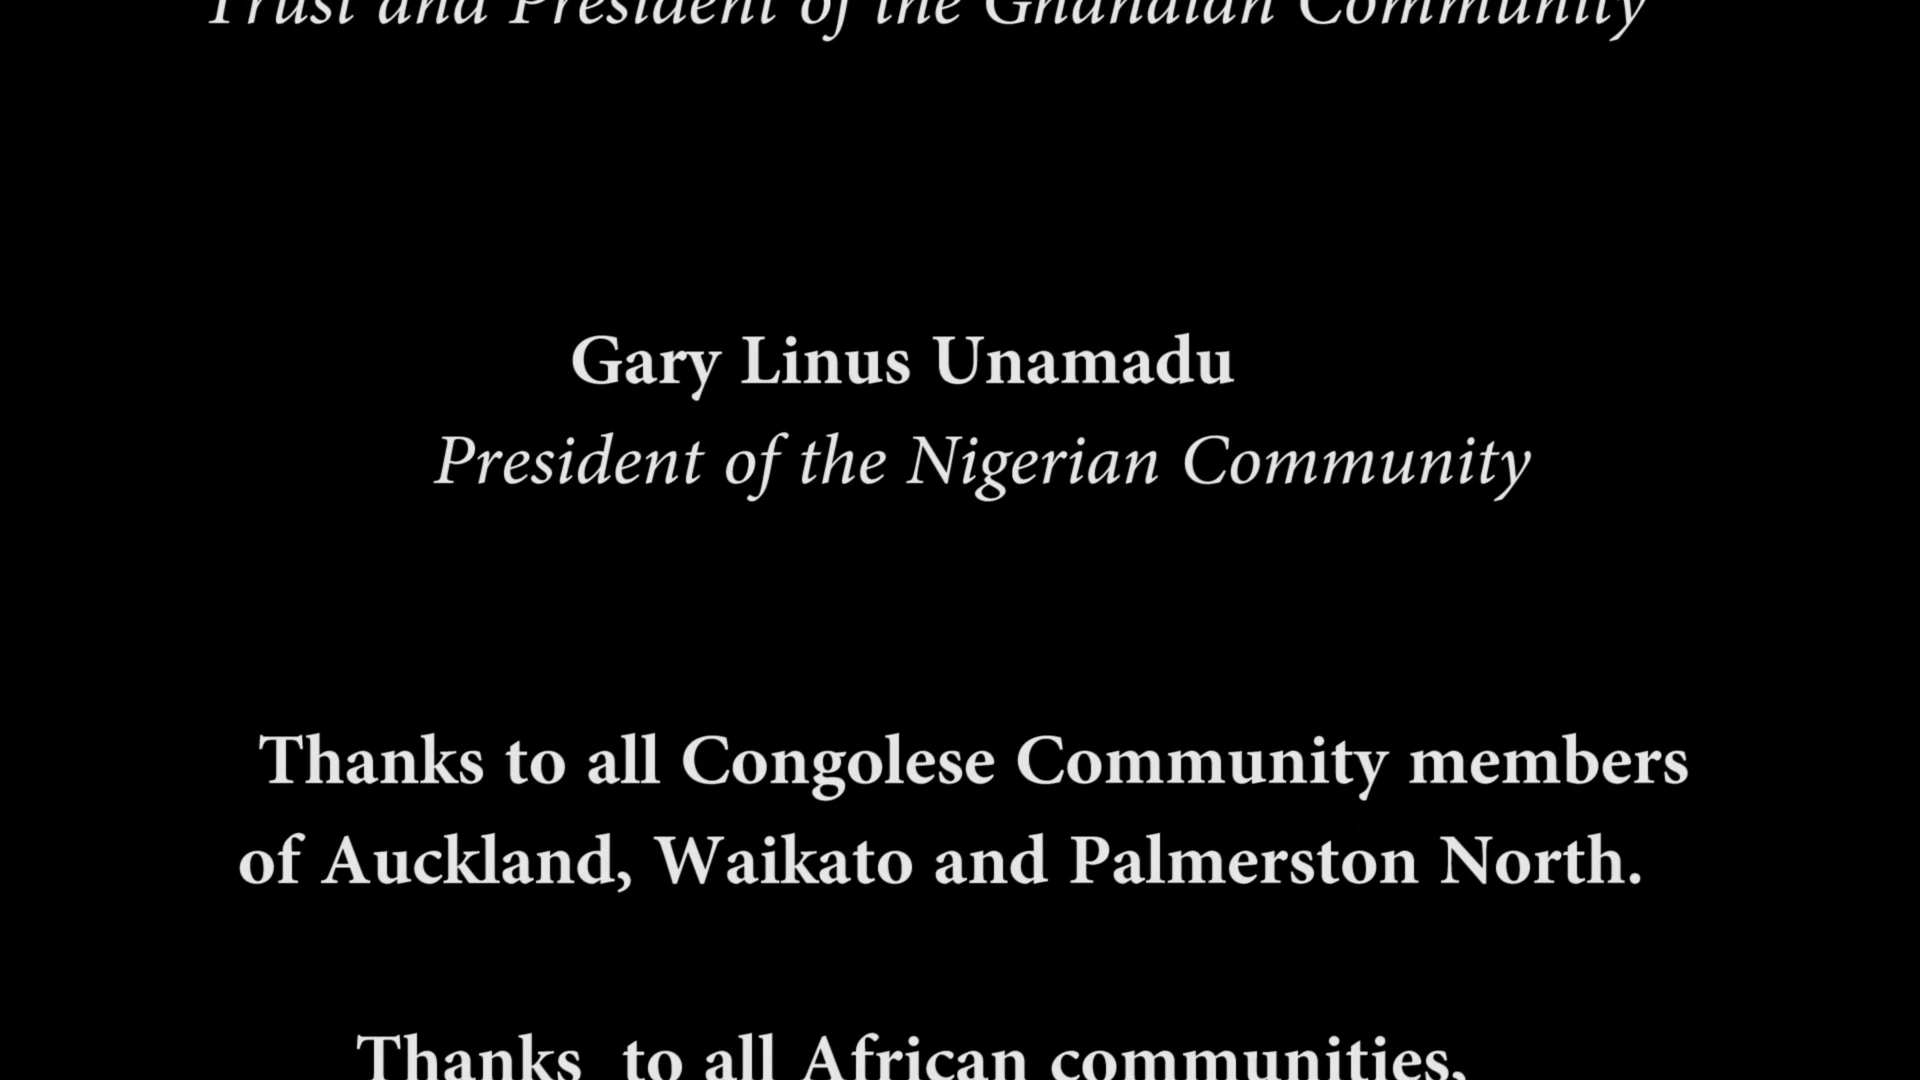 Trust and President of the Ghanaian Community
Gary Linus Unamadu
President of the Nigerian Community
Thanks to all Congolese Community members
of Auckland, Waikato and Palmerston North.
Thanks to all African communities,